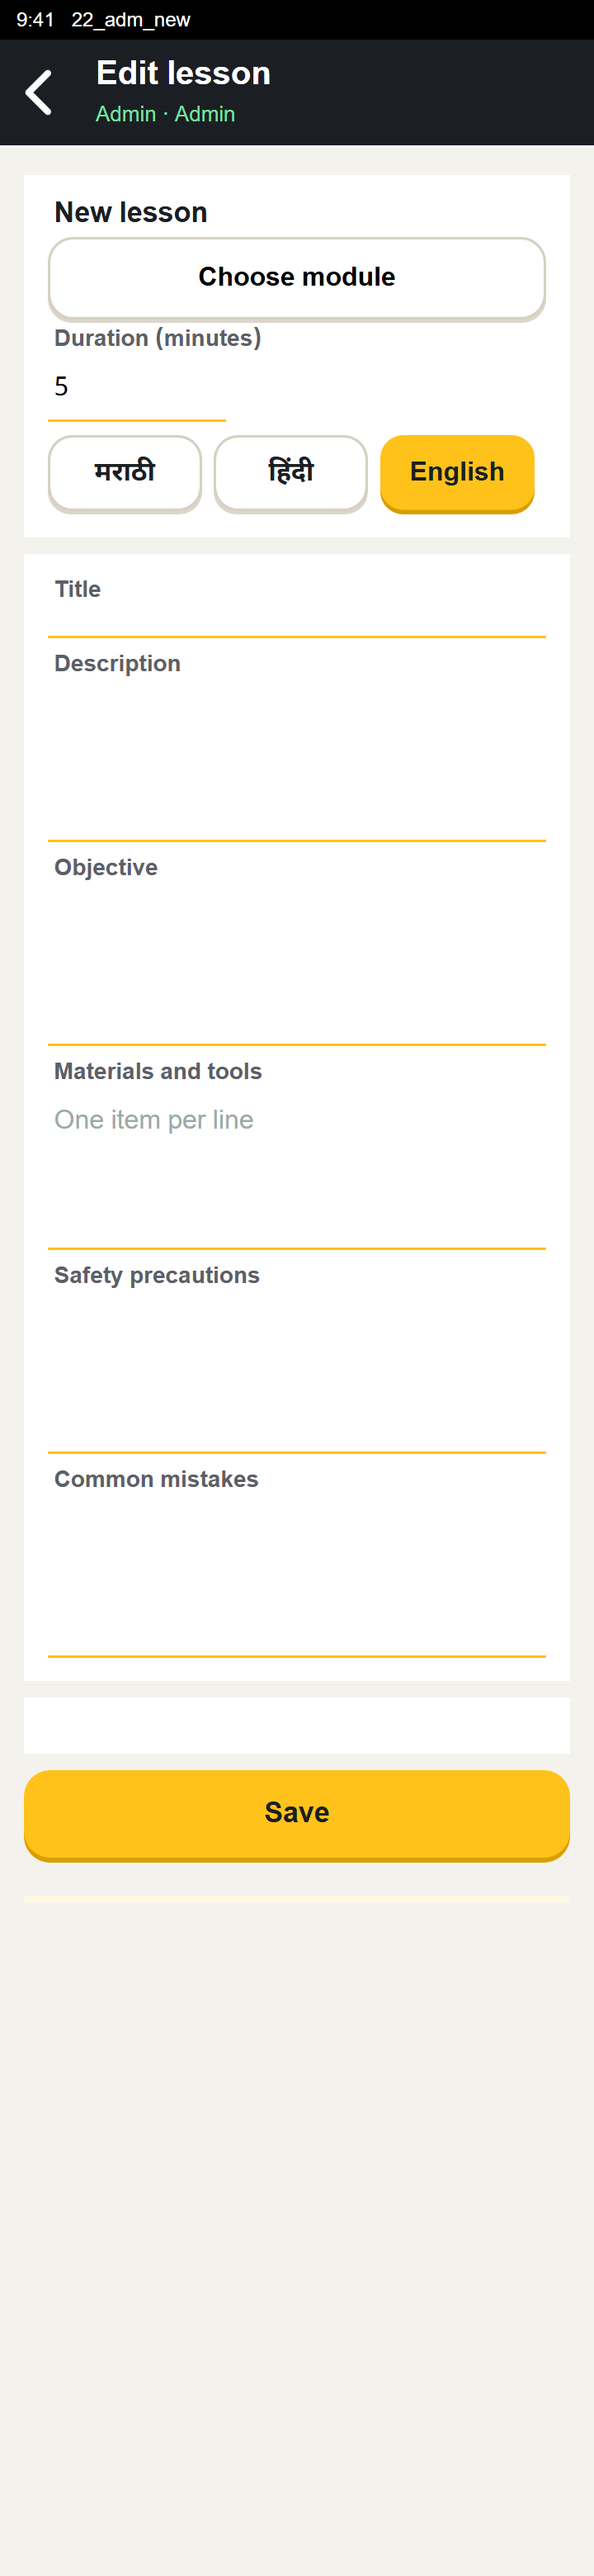 9:41 22_adm_new
Edit lesson
Admin · Admin
New lesson
Choose module
Duration (minutes)
5
मराठी हिंदी English
Title
Description
Objective
Materials and tools
One item per line
Safety precautions
Common mistakes
Save